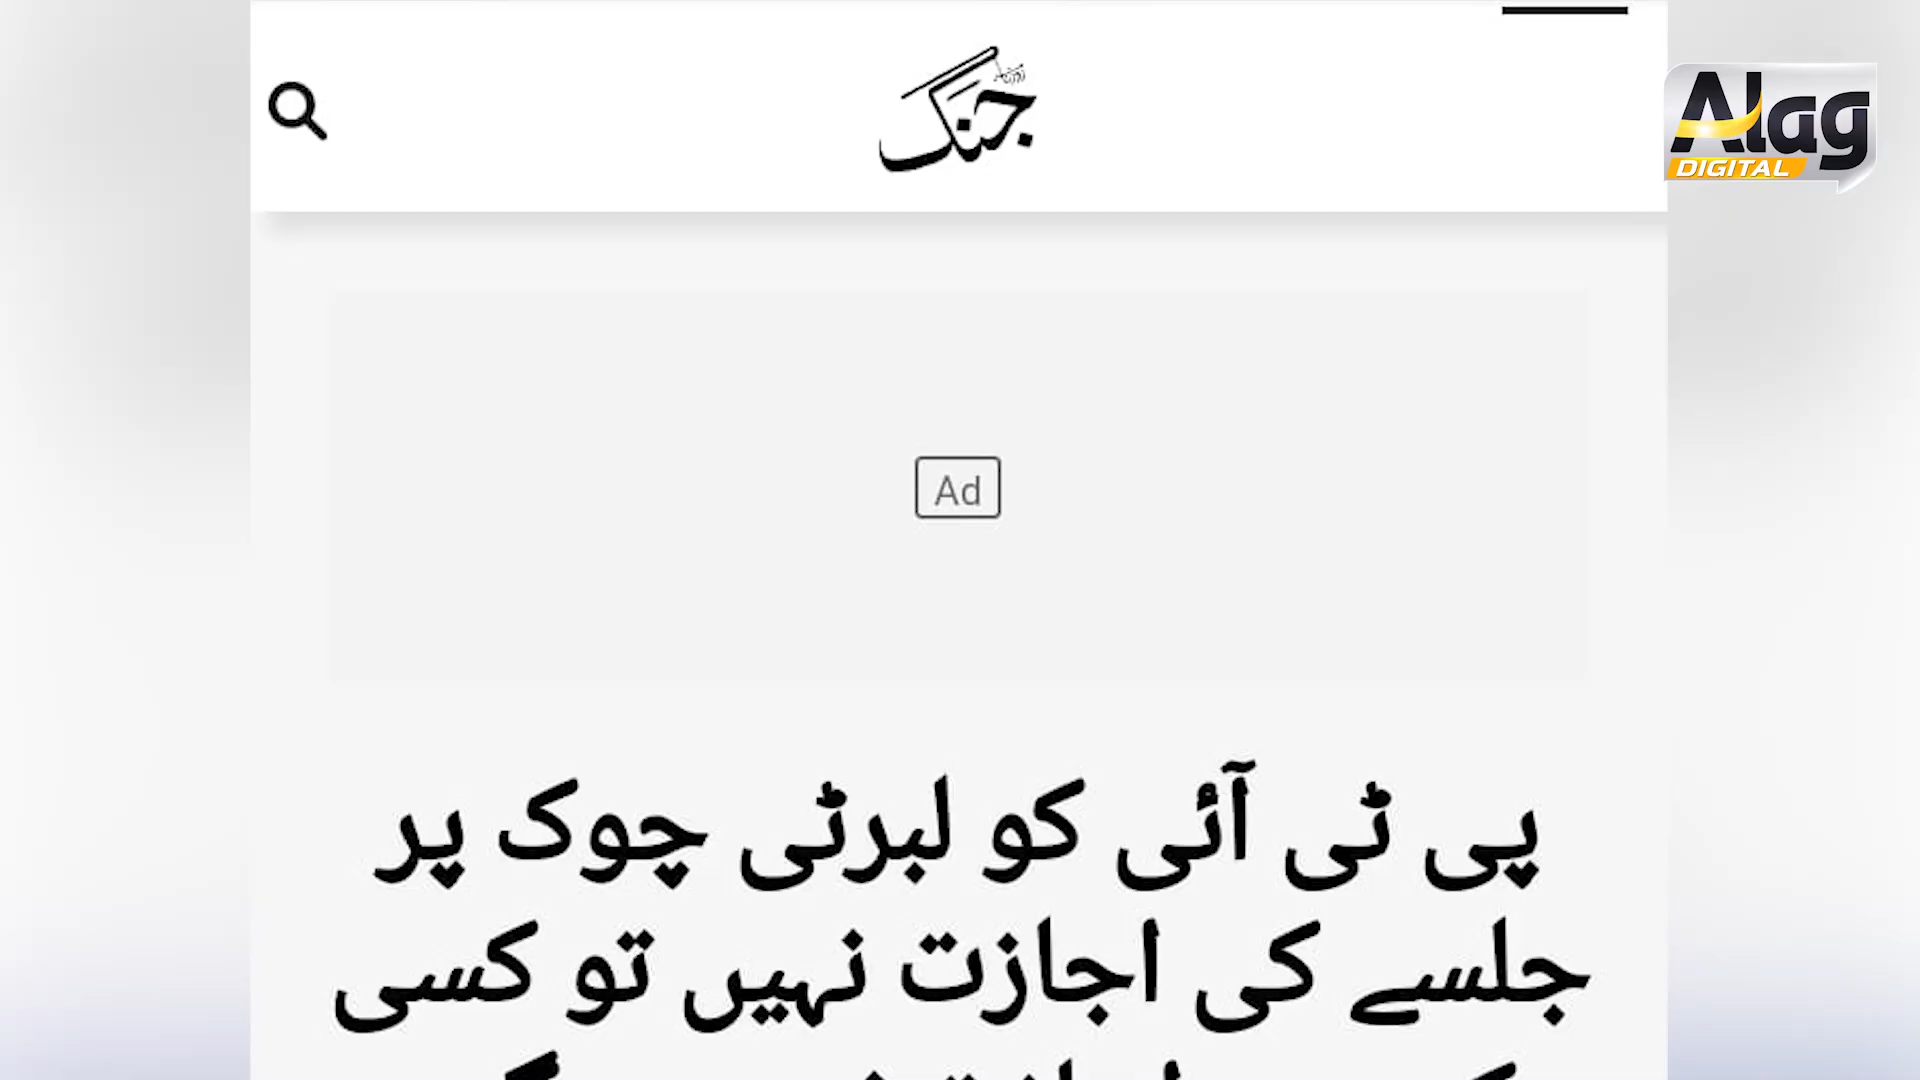 جنگ
Alag
DIGITAL
Ad
پی ٹی آئی کو لبرٹی چوک پر
جلسے کی اجازت نہیں تو کسی